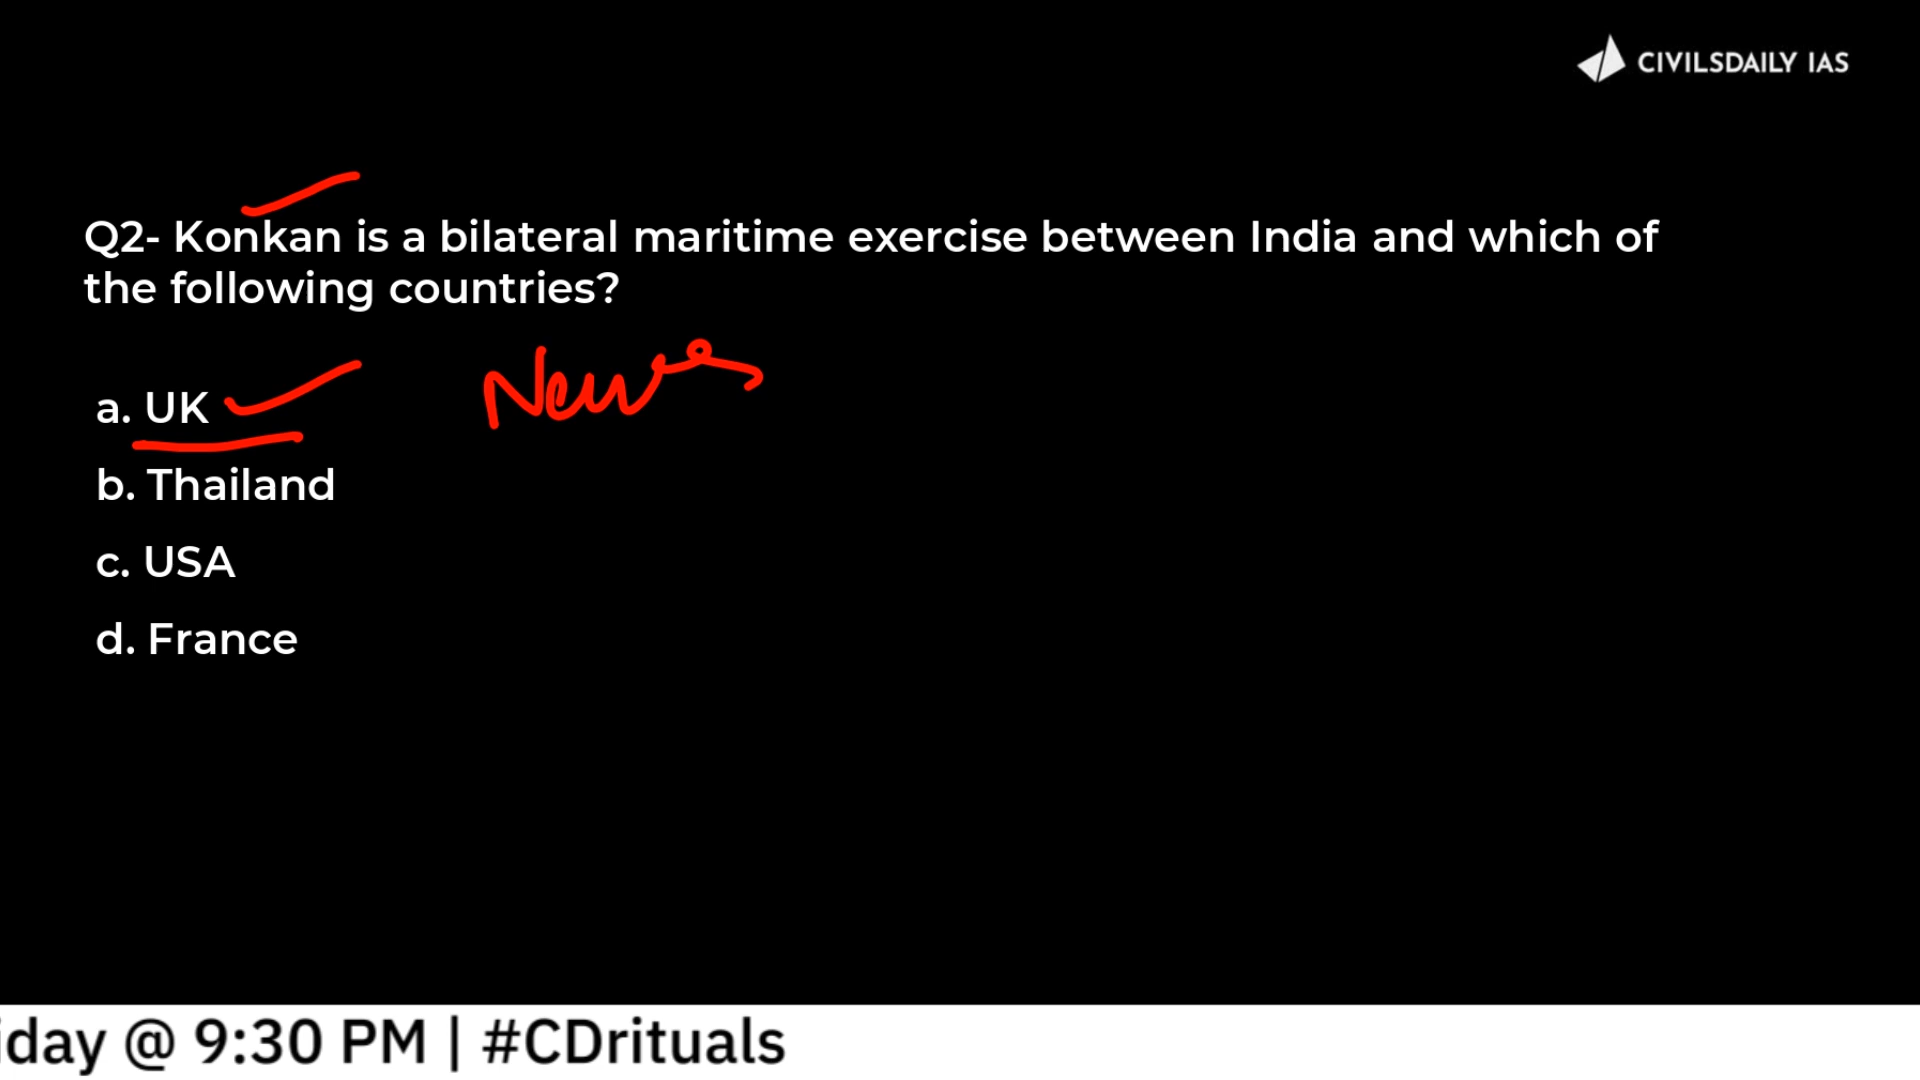 CIVILSDAILY IAS
Q2- Konkan is a bilateral maritime exercise between India and which of
the following countries?
a. UK
News
b. Thailand
c. USA
d. France
day @ 9:30 PM | #CDrituals